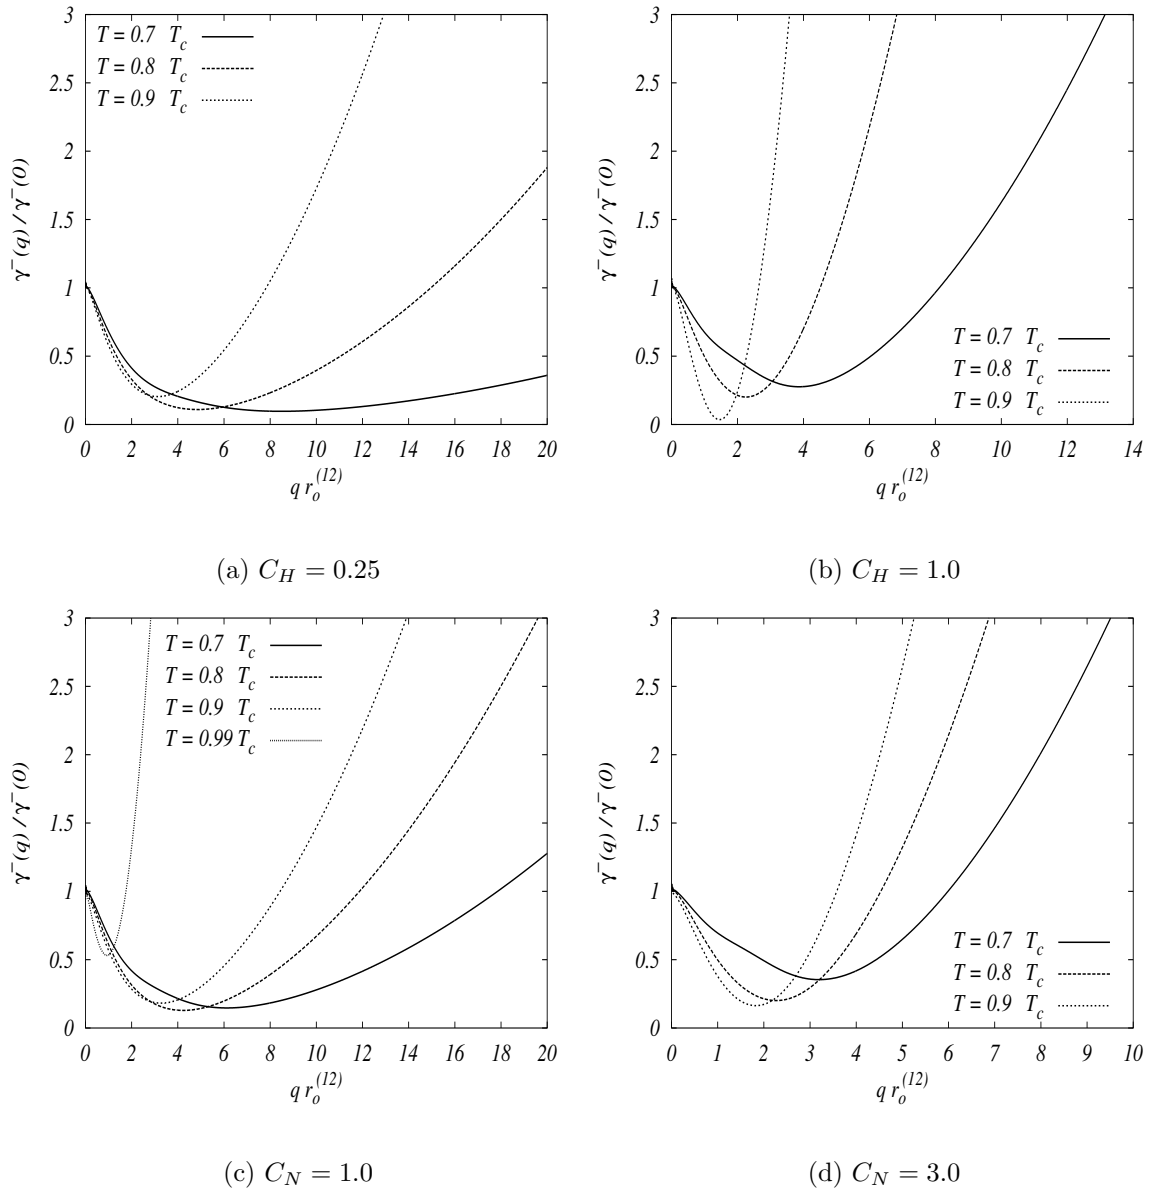 3
2.5
2
1.5
1
0.5
0
0 2 4 6 8 10 12 14 16 18 20
γ⁻(q) / γ⁻(0)
q r_o^(12)
T = 0.7 T_c
T = 0.8 T_c
T = 0.9 T_c
(a) C_H = 0.25
3
2.5
2
1.5
1
0.5
0
0 2 4 6 8 10 12 14
γ⁻(q) / γ⁻(0)
q r_o^(12)
T = 0.7 T_c
T = 0.8 T_c
T = 0.9 T_c
(b) C_H = 1.0
3
2.5
2
1.5
1
0.5
0
0 2 4 6 8 10 12 14 16 18 20
γ⁻(q) / γ⁻(0)
q r_o^(12)
T = 0.7 T_c
T = 0.8 T_c
T = 0.9 T_c
T = 0.99 T_c
(c) C_N = 1.0
3
2.5
2
1.5
1
0.5
0
0 1 2 3 4 5 6 7 8 9 10
γ⁻(q) / γ⁻(0)
q r_o^(12)
T = 0.7 T_c
T = 0.8 T_c
T = 0.9 T_c
(d) C_N = 3.0